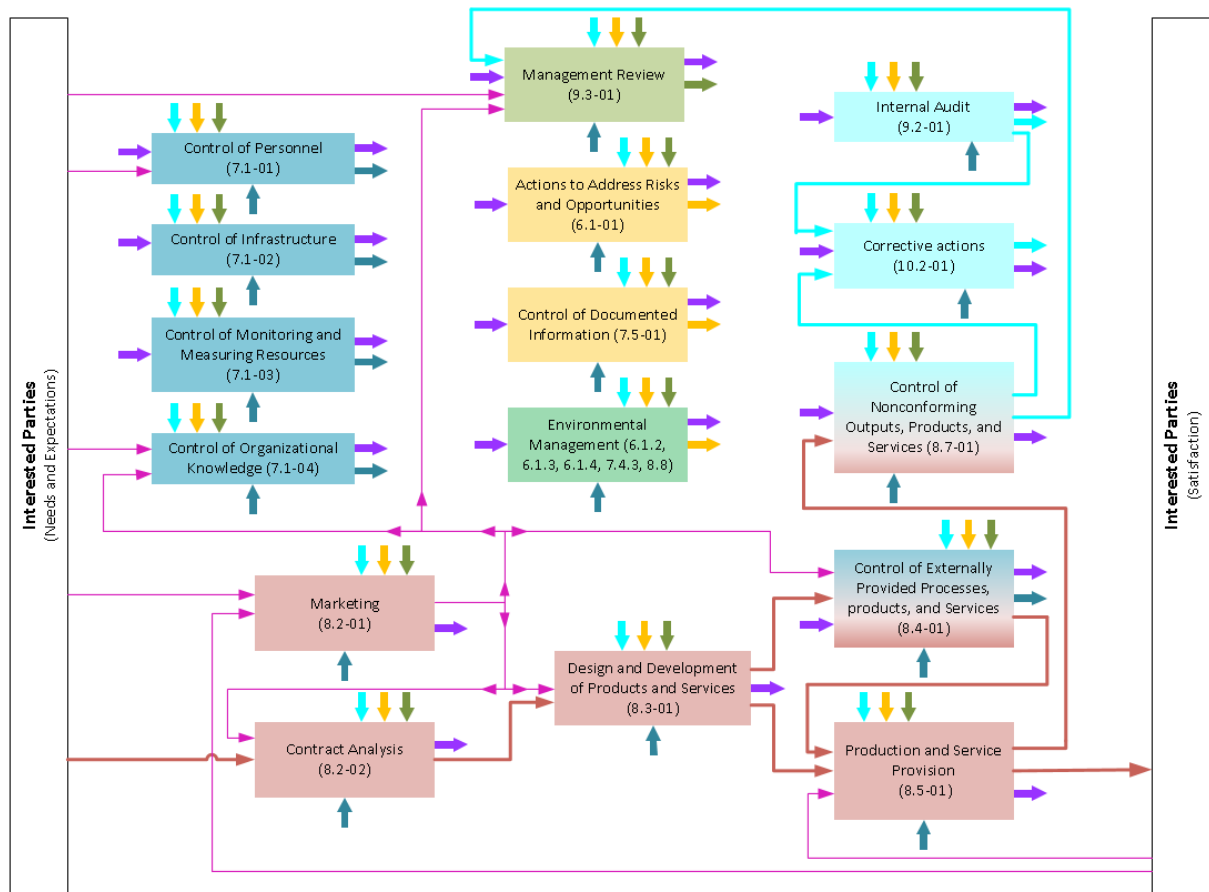 Interested Parties
(Needs and Expectations)
Management Review
(9.3-01)
Internal Audit
(9.2-01)
Control of Personnel
(7.1-01)
Actions to Address Risks
and Opportunities
(6.1-01)
Control of Infrastructure
(7.1-02)
Corrective actions
(10.2-01)
Control of Monitoring and
Measuring Resources
(7.1-03)
Control of Documented
Information (7.5-01)
Control of
Nonconforming
Outputs, Products, and
Services (8.7-01)
Control of Organizational
Knowledge (7.1-04)
Environmental
Management (6.1.2,
6.1.3, 6.1.4, 7.4.3, 8.8)
Marketing
(8.2-01)
Control of Externally
Provided Processes,
products, and Services
(8.4-01)
Design and Development
of Products and Services
(8.3-01)
Contract Analysis
(8.2-02)
Production and Service
Provision
(8.5-01)
Interested Parties
(Satisfaction)